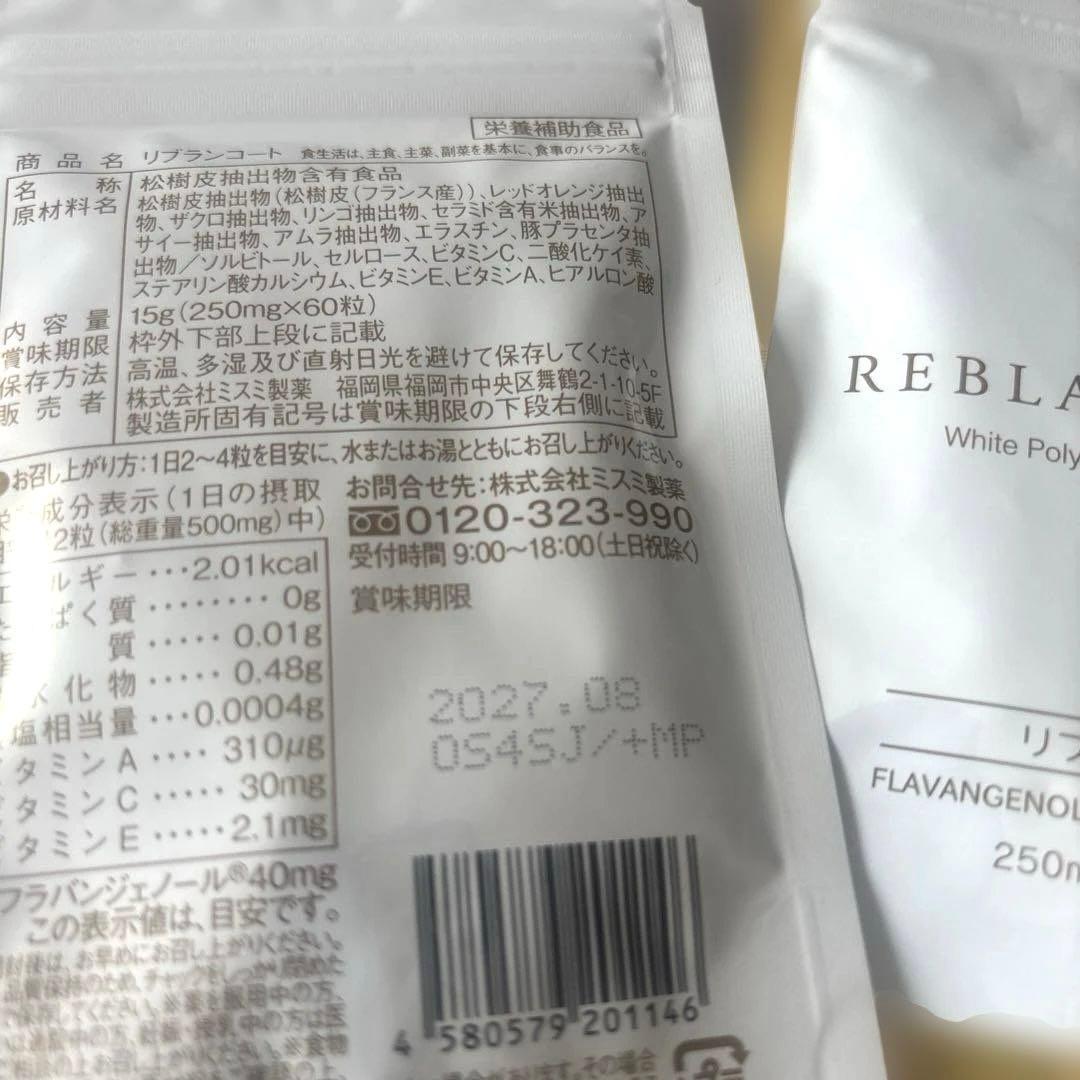 栄養補助食品
商品名 リブランコート 食生活は、主食、主菜、副菜を基本に、食事のバランスを。
名称 松樹皮抽出物含有食品
原材料名 松樹皮抽出物(松樹皮(フランス産))、レッドオレンジ抽出
物、ザクロ抽出物、リンゴ抽出物、セラミド含有米抽出物、ア
サイー抽出物、アムラ抽出物、エラスチン、豚プラセンタ抽
出物/ソルビトール、セルロース、ビタミンC、二酸化ケイ素、
ステアリン酸カルシウム、ビタミンE、ビタミンA、ヒアルロン酸
内容量 15g(250mg×60粒)
賞味期限 枠外下部上段に記載
保存方法 高温、多湿及び直射日光を避けて保存してください。
販売者 株式会社ミスミ製薬 福岡県福岡市中央区舞鶴2-1-10-5F
製造所固有記号は賞味期限の下段右側に記載
●お召し上がり方:1日2〜4粒を目安に、水またはお湯とともにお召し上がりください。
成分表示(1日の摂取
2粒(総重量500mg)中)
ルギー…2.01kcal
ぱく質………0g
質……0.01g
水化物……0.48g
塩相当量…0.0004g
タミンA……310μg
タミンC……30mg
タミンE……2.1mg
フラバンジェノール®40mg
この表示値は、目安です。
お問合せ先:株式会社ミスミ製薬
0120-323-990
受付時間 9:00〜18:00(土日祝除く)
賞味期限
2027.08
0S4SJ/+MP
封後は、お早めにお召し上がりください。
4 580579 201146
REBLA
White Poly
リブ
FLAVANGENOL
250m